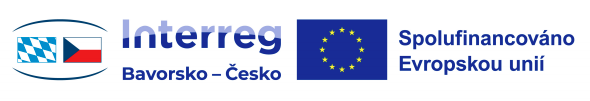 Interreg
Bavorsko – Česko
Spolufinancováno
Evropskou unií